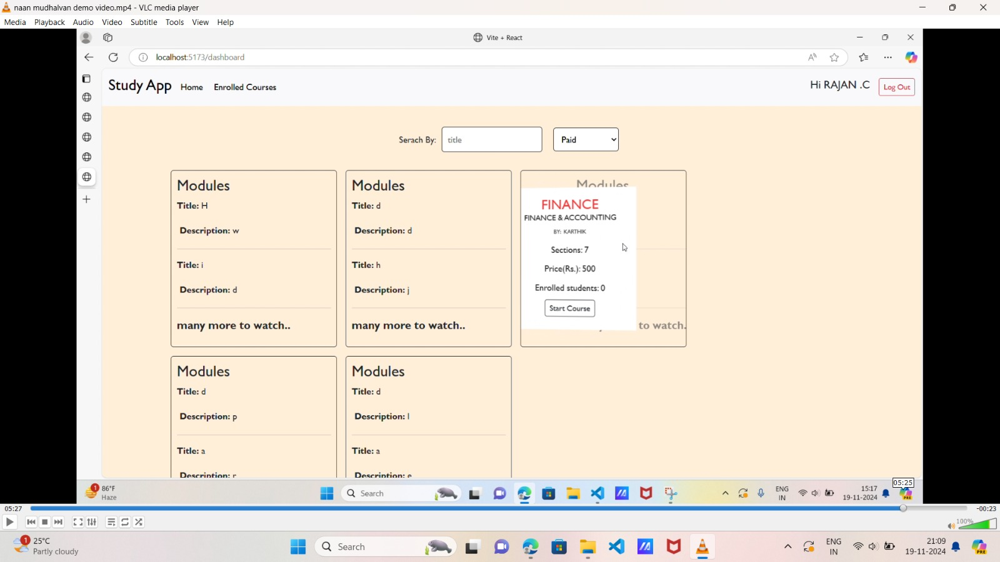 naan mudhalvan demo video.mp4 - VLC media player
Media Playback Audio Video Subtitle Tools View Help
Vite + React
localhost:5173/dashboard
Study App Home Enrolled Courses Hi RAJAN .C Log Out
Serach By: title Paid
Modules
Title: H
Description: w
Title: i
Description: d
many more to watch..
Modules
Title: d
Description: d
Title: h
Description: j
many more to watch..
Modules
FINANCE
FINANCE & ACCOUNTING
BY: KARTHIK
Sections: 7
Price(Rs.): 500
Enrolled students: 0
Start Course
to watch.
Modules
Title: d
Description: p
Title: a
Description: r
Modules
Title: d
Description: l
Title: a
Description: e
1 86°F
Haze
Search
ENG
IN
15:17
19-11-2024
PRE
05:25
05:27 -00:23
100%
1 25°C
Partly cloudy
Search
ENG
IN
21:09
19-11-2024
PRE